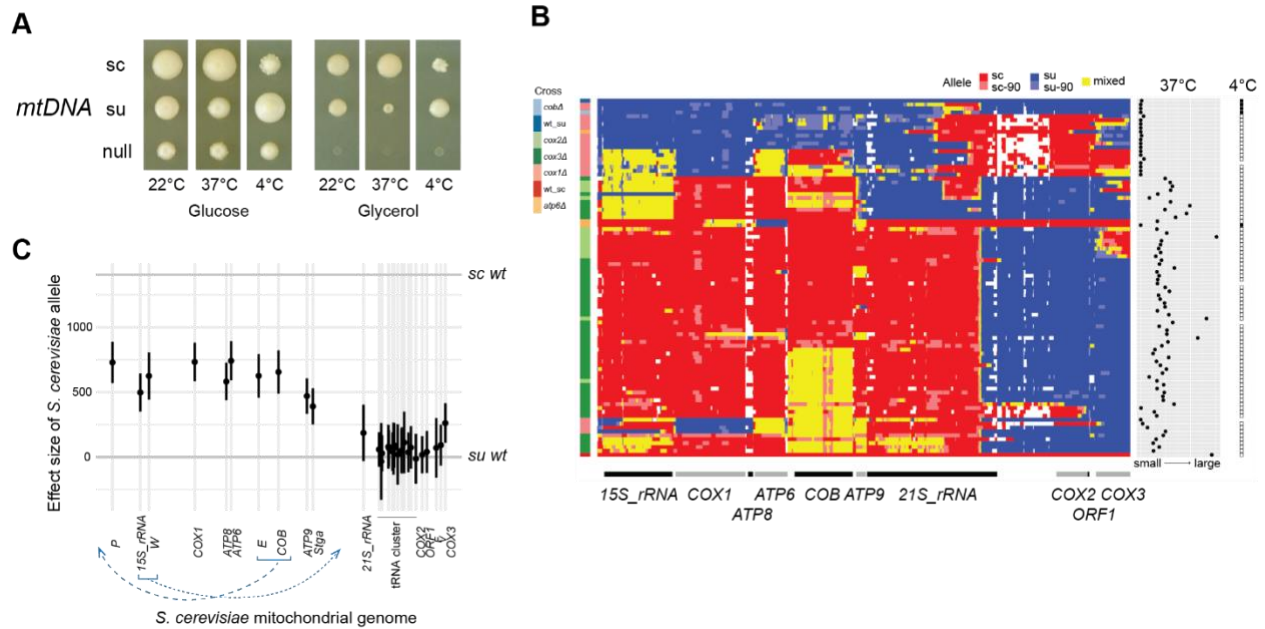 A
sc
mtDNA
su
null
22°C 37°C 4°C 22°C 37°C 4°C
Glucose Glycerol
B
Allele
sc
sc-90
su
su-90
mixed
37°C
4°C
Cross
cobΔ
wt_su
cox2Δ
cox3Δ
cox1Δ
wt_sc
atp6Δ
small
large
15S_rRNA COX1 ATP6 COB ATP9 21S_rRNA COX2 COX3
ATP8 ORF1
C
Effect size of S. cerevisiae allele
sc wt
1000
500
0
su wt
P
15S_rRNA
W
COX1
ATP8
ATP6
E
COB
ATP9
Stga
21S_rRNA
tRNA cluster
COX2
ORF1
COX3
S. cerevisiae mitochondrial genome